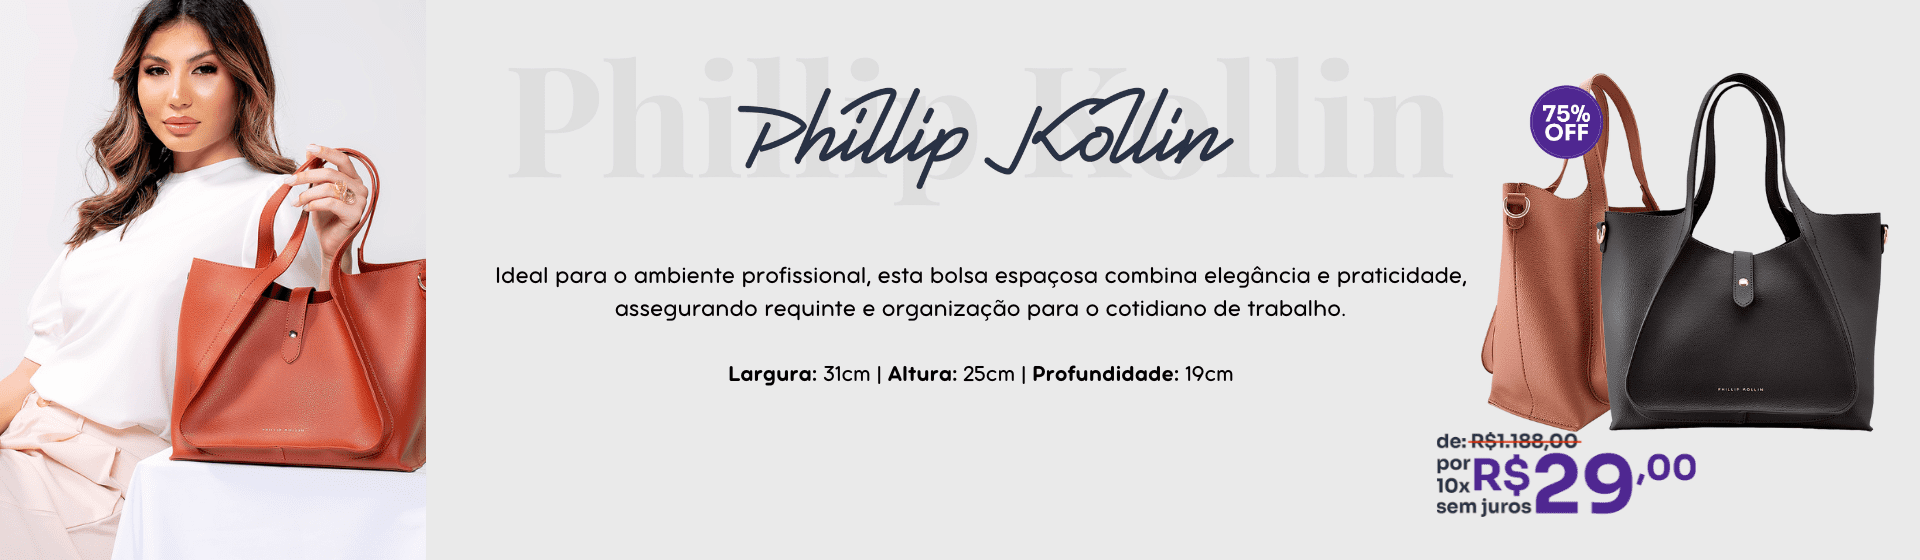 Phillip Kollin
Phillip Kollin
Ideal para o ambiente profissional, esta bolsa espaçosa combina elegância e praticidade,
assegurando requinte e organização para o cotidiano de trabalho.
Largura: 31cm | Altura: 25cm | Profundidade: 19cm
75%
OFF
PHILLIP KOLLIN
PHILLIP KOLLIN
de: R$1.188,00
por
10x
sem juros
R$29,00